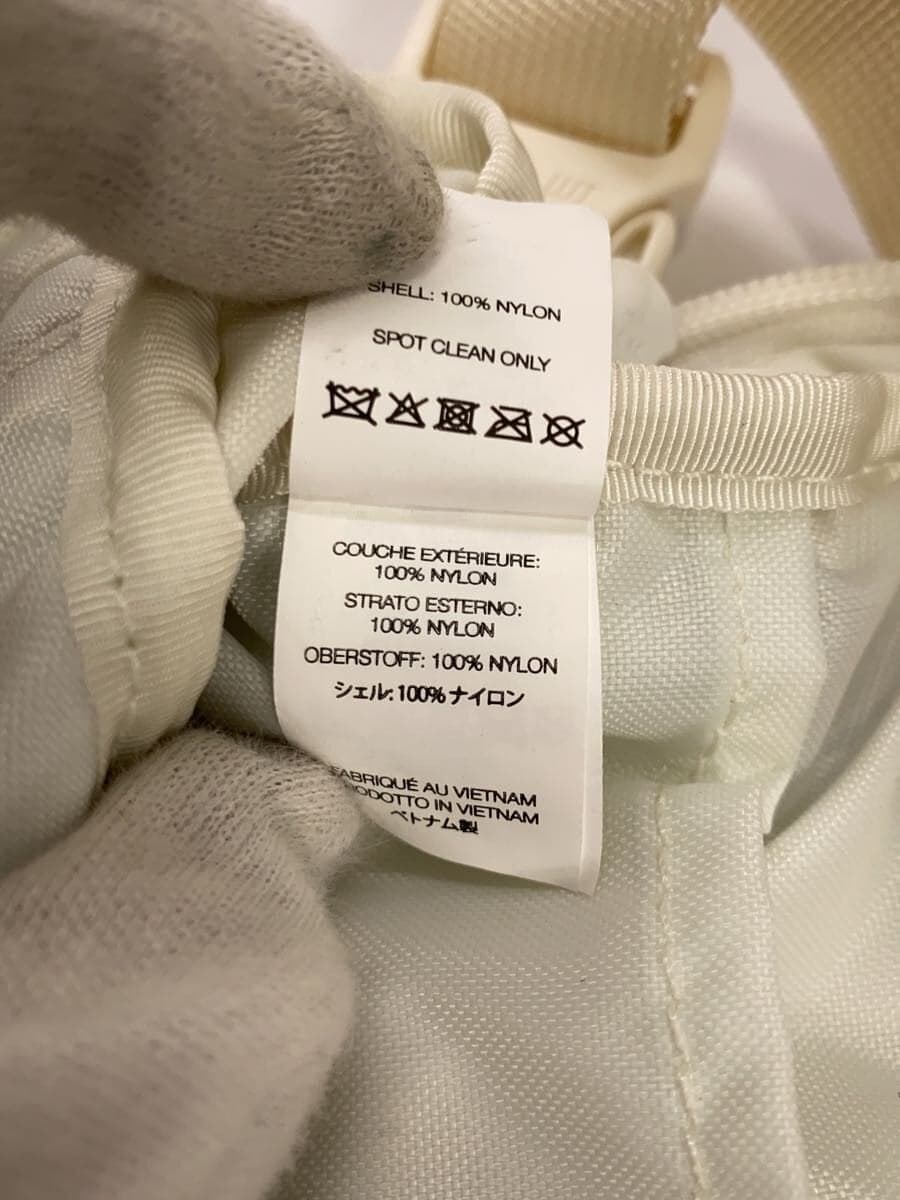 SHELL: 100% NYLON
SPOT CLEAN ONLY
COUCHE EXTÉRIEURE:
100% NYLON
STRATO ESTERNO:
100% NYLON
OBERSTOFF: 100% NYLON
シェル:100%ナイロン
FABRIQUÉ AU VIETNAM
PRODOTTO IN VIETNAM
ベトナム製